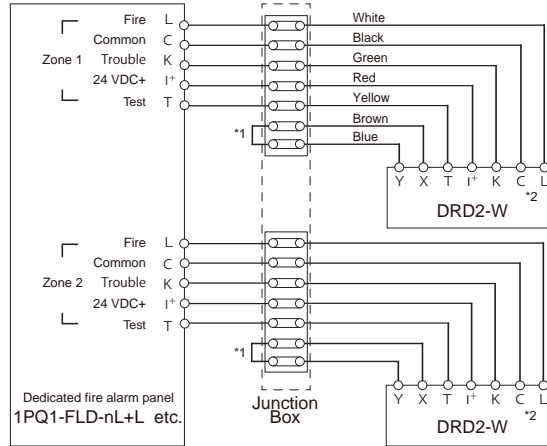 Fire L
Common C
Zone 1 Trouble K
24 VDC+ I+
Test T
White
Black
Green
Red
Yellow
Brown
Blue
*1
Y X T I+ K C L
*2
DRD2-W
Fire L
Common C
Zone 2 Trouble K
24 VDC+ I+
Test T
*1
Y X T I+ K C L
*2
DRD2-W
Dedicated fire alarm panel
1PQ1-FLD-nL+L etc.
Junction
Box